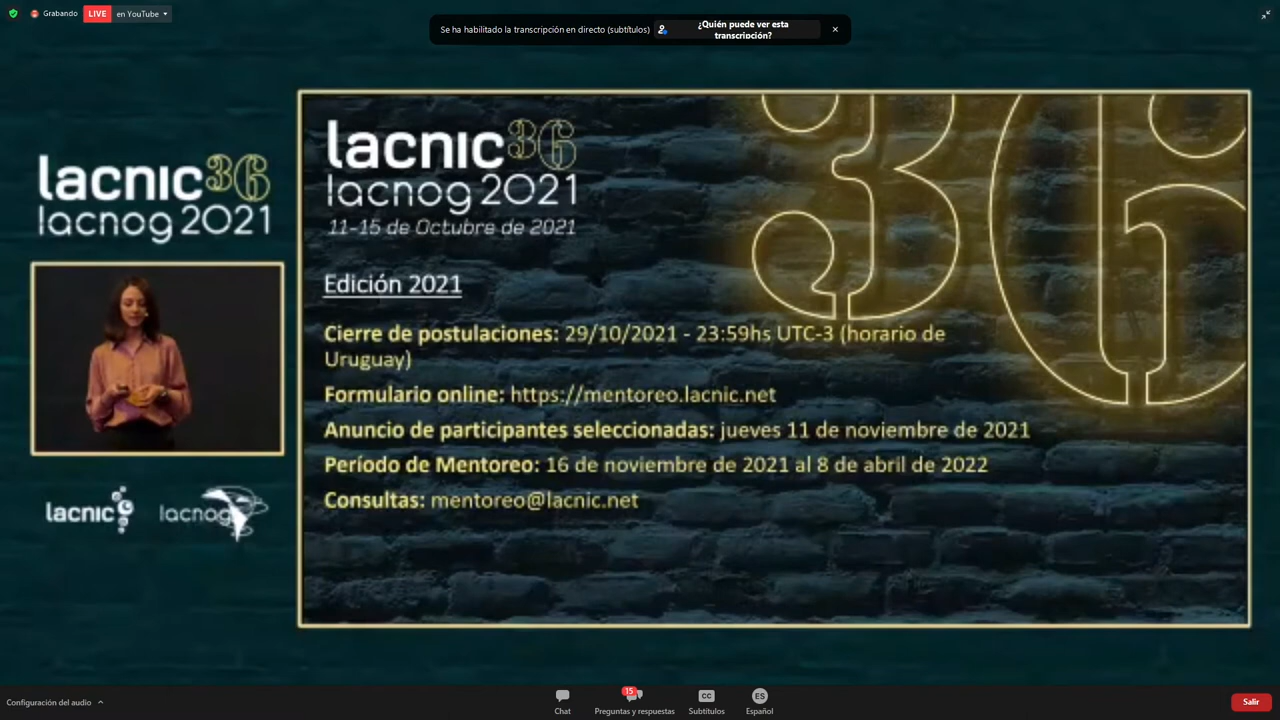 Grabando
LIVE
en YouTube
Se ha habilitado la transcripción en directo (subtítulos)
¿Quién puede ver esta
transcripción?
lacnic36
lacnog 2021
lacnic
lacnog
lacnic36
lacnog 2021
11-15 de Octubre de 2021
36
Edición 2021
Cierre de postulaciones: 29/10/2021 - 23:59hs UTC-3 (horario de
Uruguay)
Formulario online: https://mentoreo.lacnic.net
Anuncio de participantes seleccionadas: jueves 11 de noviembre de 2021
Período de Mentoreo: 16 de noviembre de 2021 al 8 de abril de 2022
Consultas: mentoreo@lacnic.net
Configuración del audio
Chat
15
Preguntas y respuestas
CC
Subtítulos
ES
Español
Salir